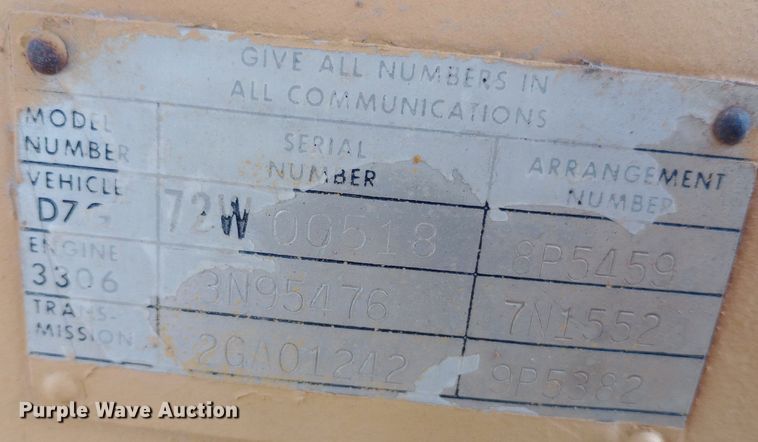 GIVE ALL NUMBERS IN
ALL COMMUNICATIONS
MODEL NUMBER SERIAL NUMBER ARRANGEMENT NUMBER
VEHICLE D7G 72W 00518 8P5459
ENGINE 3306 3N95476 7N1552
TRANS-MISSION 2GA01242 9P5382
Purple Wave Auction